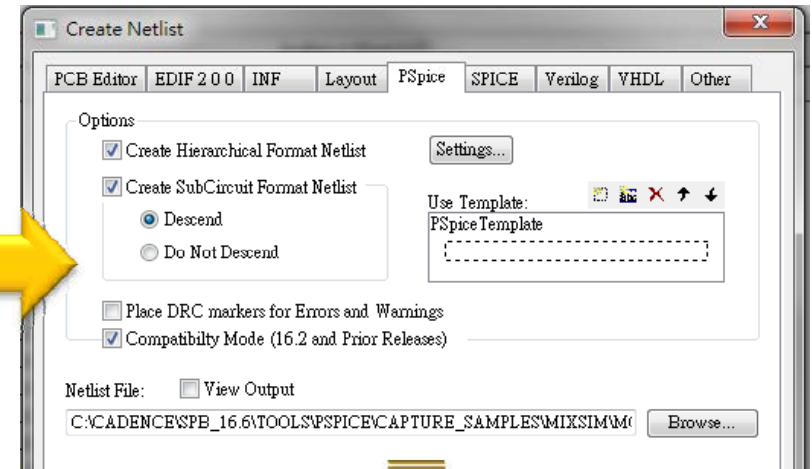 Create Netlist
PCB Editor EDIF 2 0 0 INF Layout PSpice SPICE Verilog VHDL Other
Options
Create Hierarchical Format Netlist Settings...
Create SubCircuit Format Netlist
Use Template:
Descend
PSpiceTemplate
Do Not Descend
Place DRC markers for Errors and Warnings
Compatibilty Mode (16.2 and Prior Releases)
Netlist File: View Output
C:\CADENCE\SPB_16.6\TOOLS\PSPICE\CAPTURE_SAMPLES\MIXSIM\M Browse...